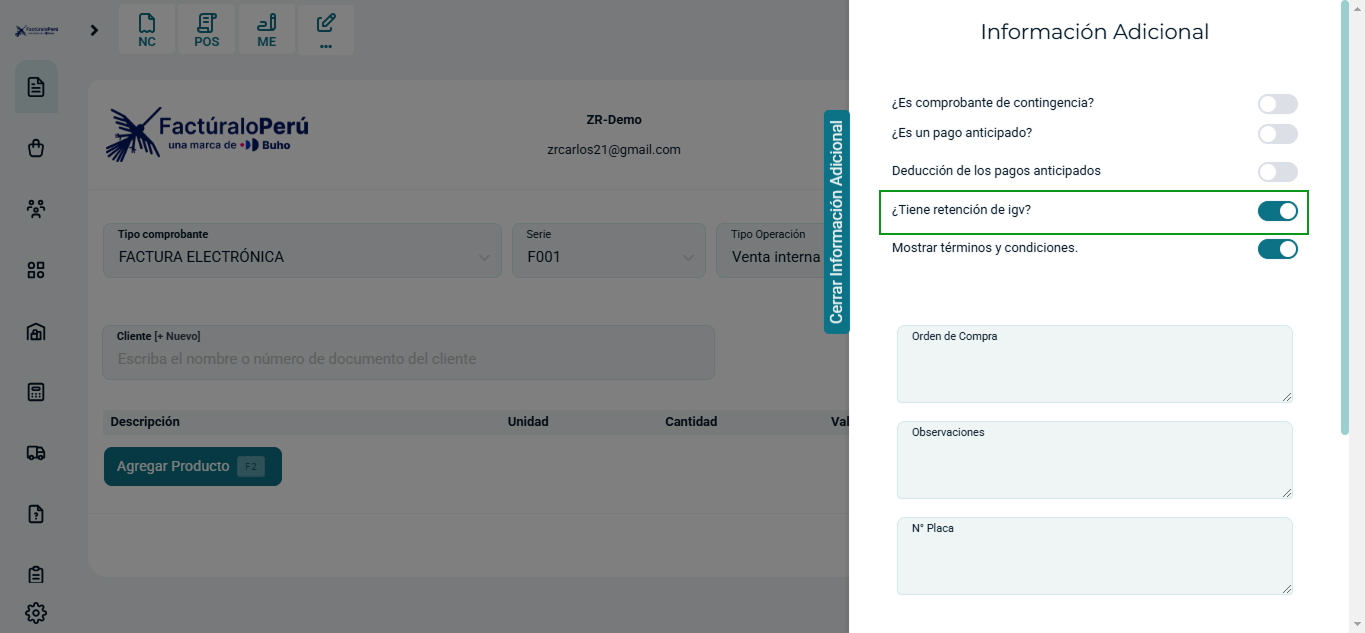 FactúraloPerú
NC
POS
ME
...
FactúraloPerú
una marca de Buho
ZR-Demo
zrcarlos21@gmail.com
Tipo comprobante
FACTURA ELECTRÓNICA
Serie
F001
Tipo Operación
Venta interna
Cliente [+ Nuevo]
Escriba el nombre o número de documento del cliente
Descripción
Unidad
Cantidad
Val
Agregar Producto F2
Cerrar Información Adicional
Información Adicional
¿Es comprobante de contingencia?
¿Es un pago anticipado?
Deducción de los pagos anticipados
¿Tiene retención de igv?
Mostrar términos y condiciones.
Orden de Compra
Observaciones
N° Placa